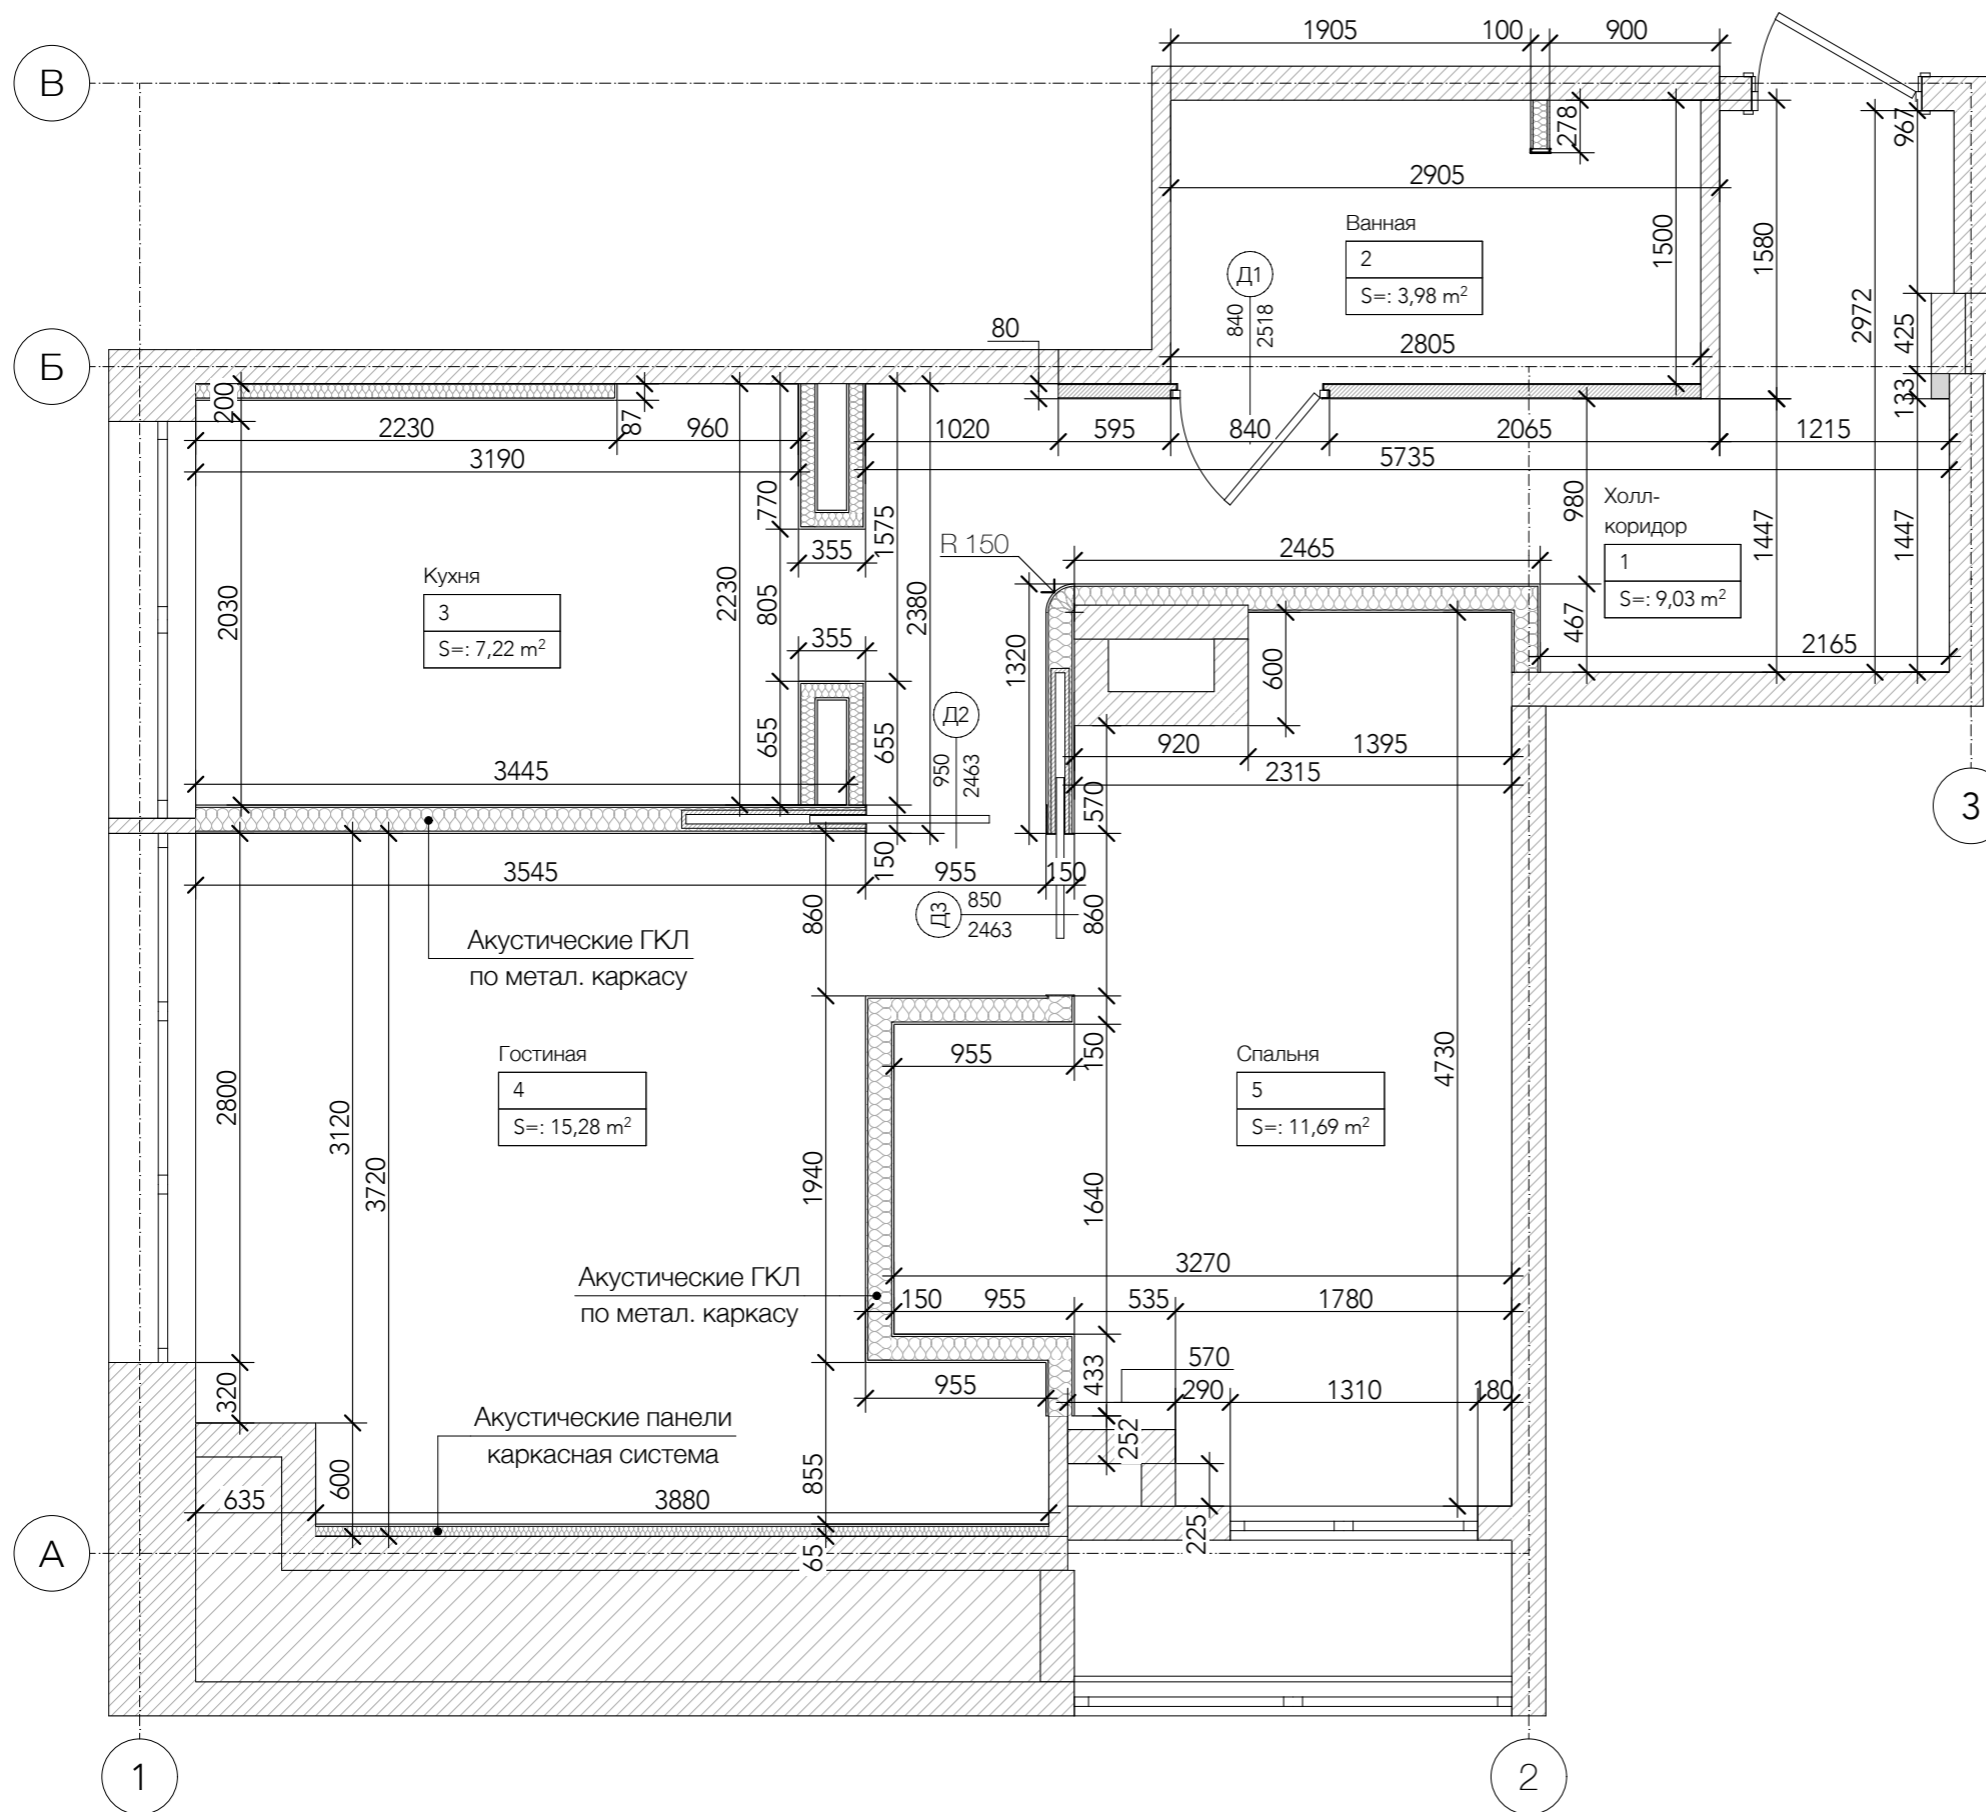 1905 100 900
В
967
278
2905
Ванная
2
S=: 3,98 m²
1500
1580
2972
Д1
840
2518
425
133
80
2805
Б
200
87
2230 960 1020 595 840 2065 1215
3190 5735
770
1575
980
Холл-
коридор
1
S=: 9,03 m²
1447
1447
355
R 150
2465
Кухня
3
S=: 7,22 m²
2030
2230
805
2380
355
1320
600
467
2165
655
655
Д2
950
2463
920 1395
3445
2315
570
3
150
3545 955 150
Д3
850
2463
860
860
Акустические ГКЛ
по метал. каркасу
Гостиная
4
S=: 15,28 m²
955
150
Спальня
5
S=: 11,69 m²
4730
2800
3120
3720
1940
1640
Акустические ГКЛ
по метал. каркасу
3270
150 955 535 1780
570
433
955
290 1310 180
320
Акустические панели
каркасная система
252
600
855
635 3880
225
А
65
1
2